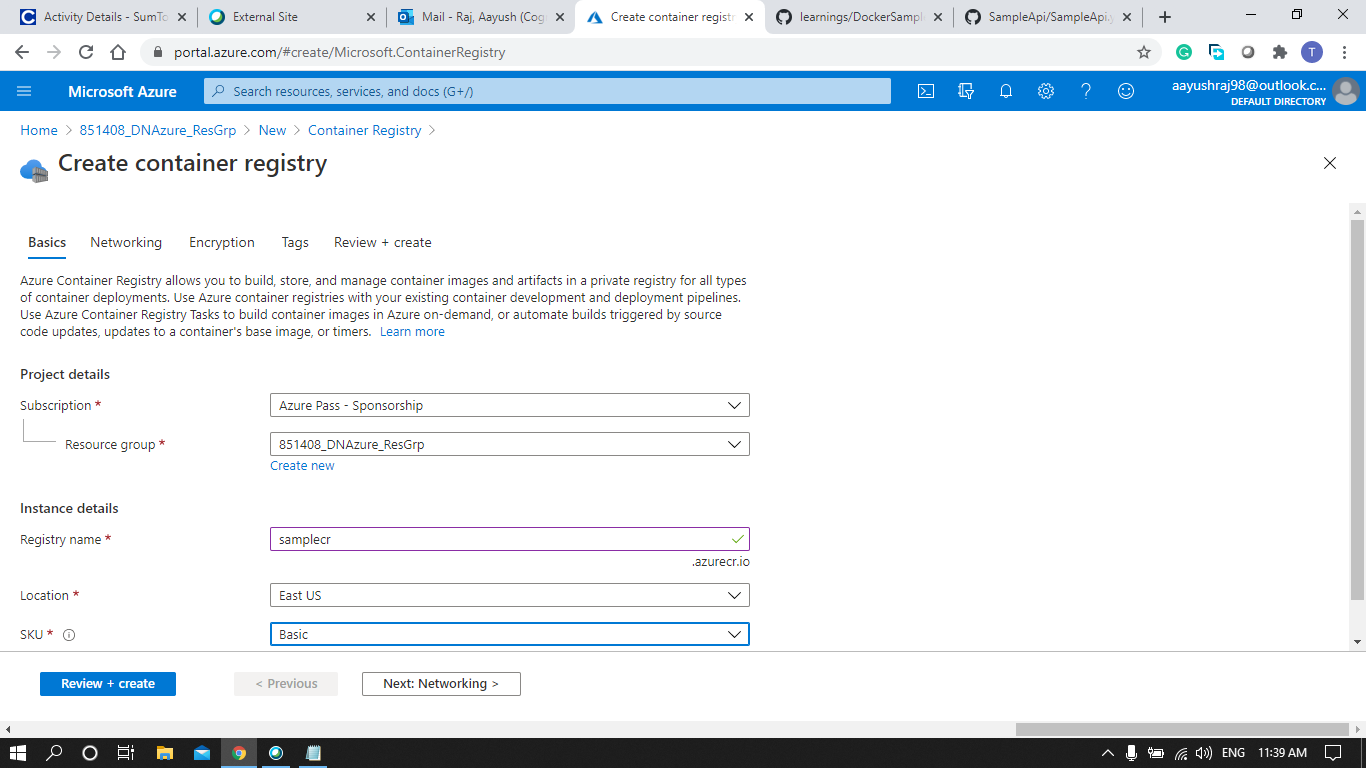 Activity Details - SumTo
External Site
Mail - Raj, Aayush (Cog
Create container registr
learnings/DockerSampl
SampleApi/SampleApi.y
portal.azure.com/#create/Microsoft.ContainerRegistry
T
Microsoft Azure
Search resources, services, and docs (G+/)
aayushraj98@outlook.c...
DEFAULT DIRECTORY
Home > 851408_DNAzure_ResGrp > New > Container Registry >
Create container registry
Basics Networking Encryption Tags Review + create
Azure Container Registry allows you to build, store, and manage container images and artifacts in a private registry for all types
of container deployments. Use Azure container registries with your existing container development and deployment pipelines.
Use Azure Container Registry Tasks to build container images in Azure on-demand, or automate builds triggered by source
code updates, updates to a container's base image, or timers. Learn more
Project details
Subscription * Azure Pass - Sponsorship
Resource group * 851408_DNAzure_ResGrp
Create new
Instance details
Registry name * samplecr
.azurecr.io
Location * East US
SKU * Basic
Review + create < Previous Next: Networking >
ENG 11:39 AM